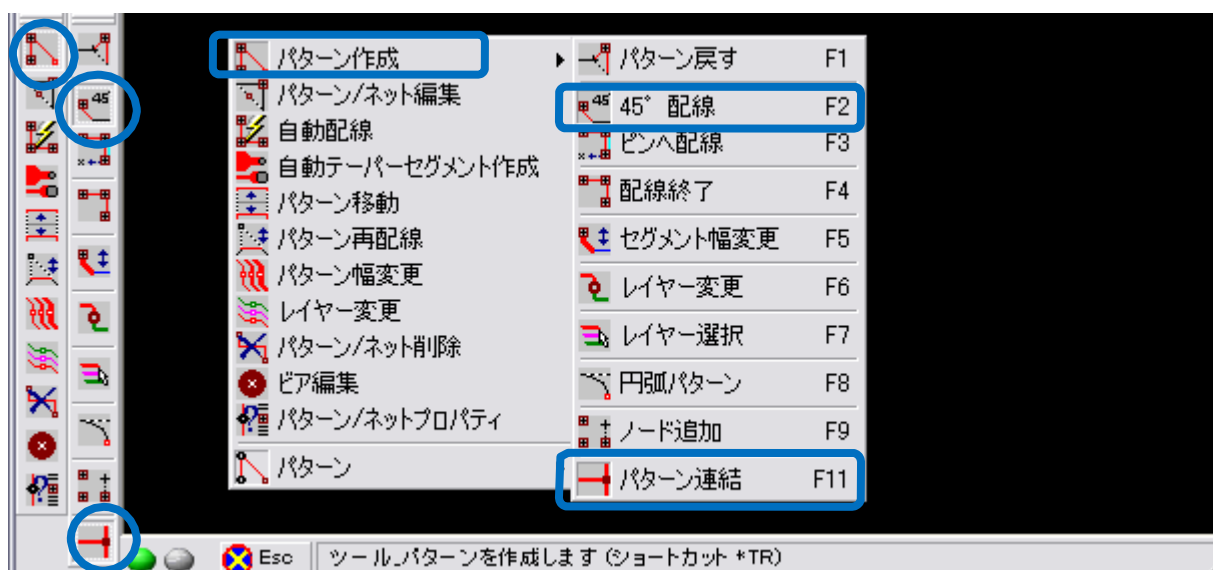 45
パターン作成
パターン/ネット編集
自動配線
自動テーパーセグメント作成
パターン移動
パターン再配線
パターン幅変更
レイヤー変更
パターン/ネット削除
ビア編集
パターン/ネットプロパティ
パターン
パターン戻す F1
45 45° 配線 F2
ピンへ配線 F3
配線終了 F4
セグメント幅変更 F5
レイヤー変更 F6
レイヤー選択 F7
円弧パターン F8
ノード追加 F9
パターン連結 F11
Esc ツール_パターンを作成します (ショートカット *TR)